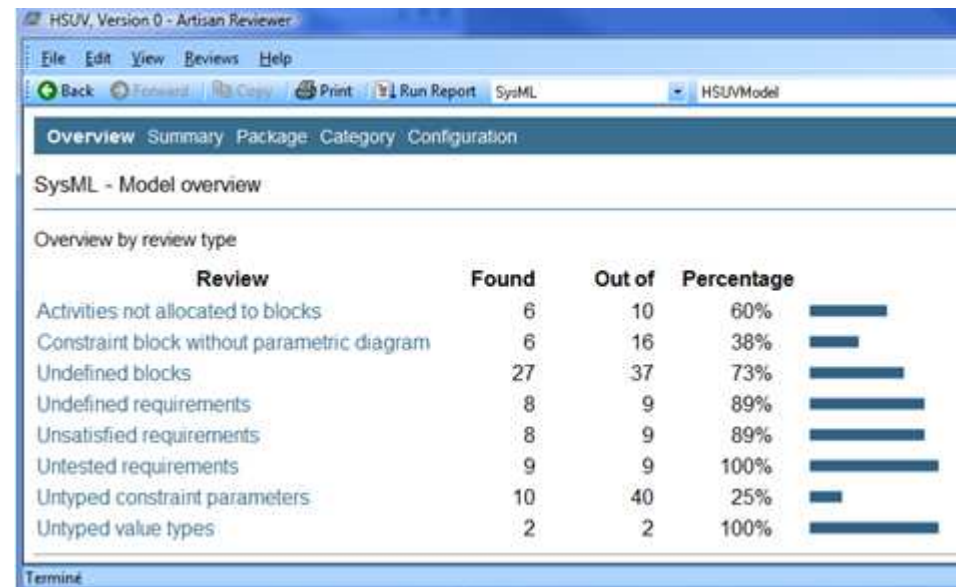 HSUV, Version 0 - Artisan Reviewer
File Edit View Reviews Help
Back Forward Copy Print Run Report SysML HSUVModel
Overview Summary Package Category Configuration
SysML - Model overview
Overview by review type
Review Found Out of Percentage
Activities not allocated to blocks 6 10 60%
Constraint block without parametric diagram 6 16 38%
Undefined blocks 27 37 73%
Undefined requirements 8 9 89%
Unsatisfied requirements 8 9 89%
Untested requirements 9 9 100%
Untyped constraint parameters 10 40 25%
Untyped value types 2 2 100%
Terminé